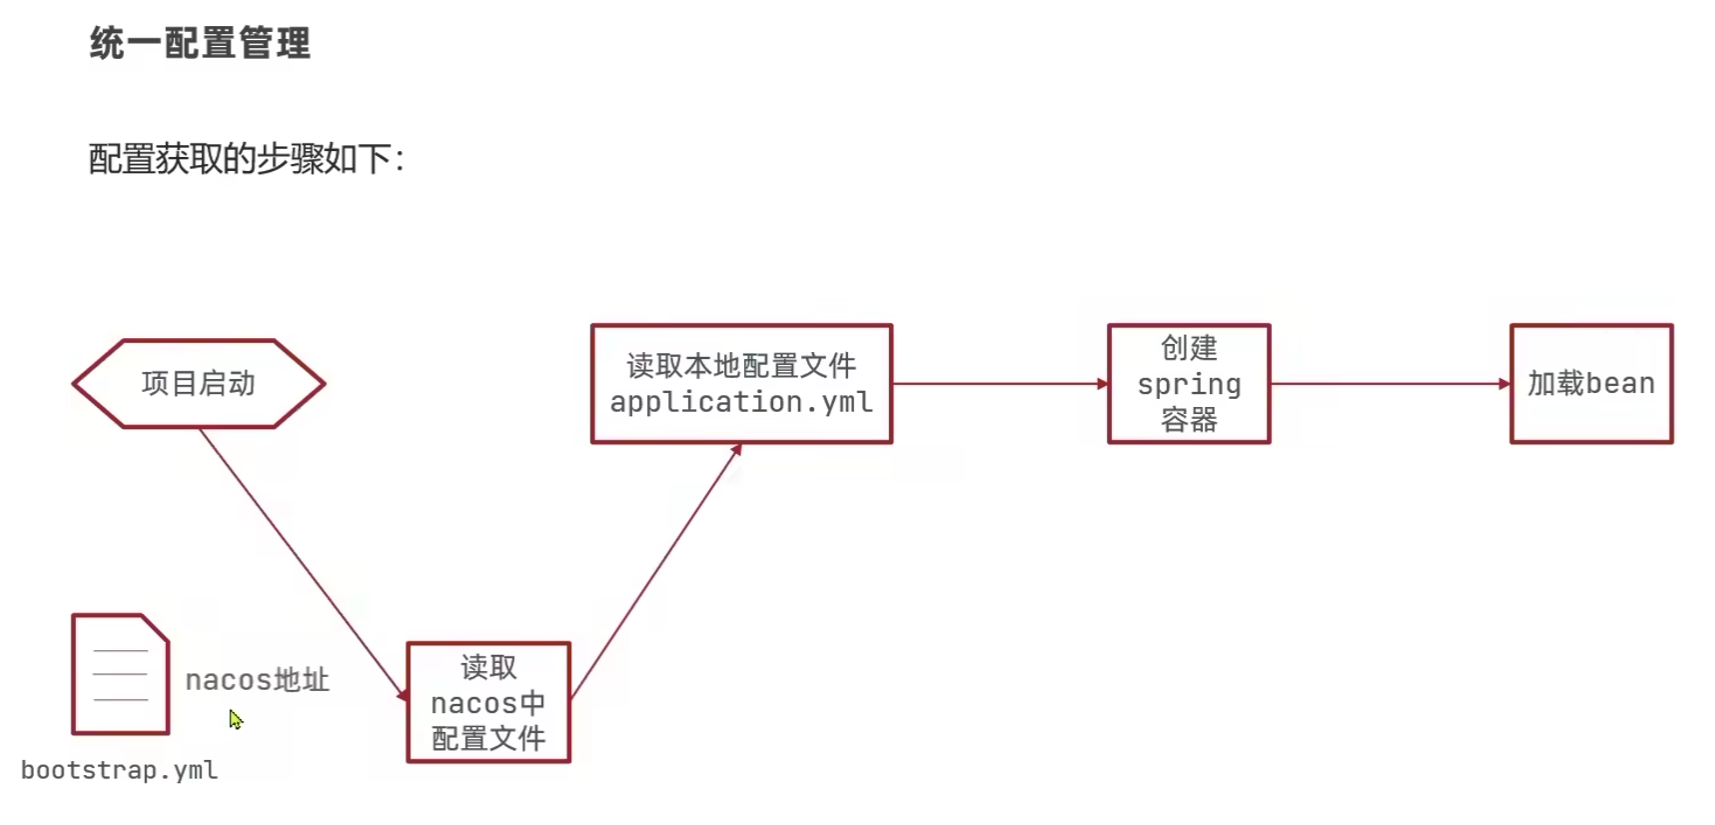 统一配置管理
配置获取的步骤如下：
项目启动
读取本地配置文件
application.yml
创建
spring
容器
加载bean
nacos地址
bootstrap.yml
读取
nacos中
配置文件